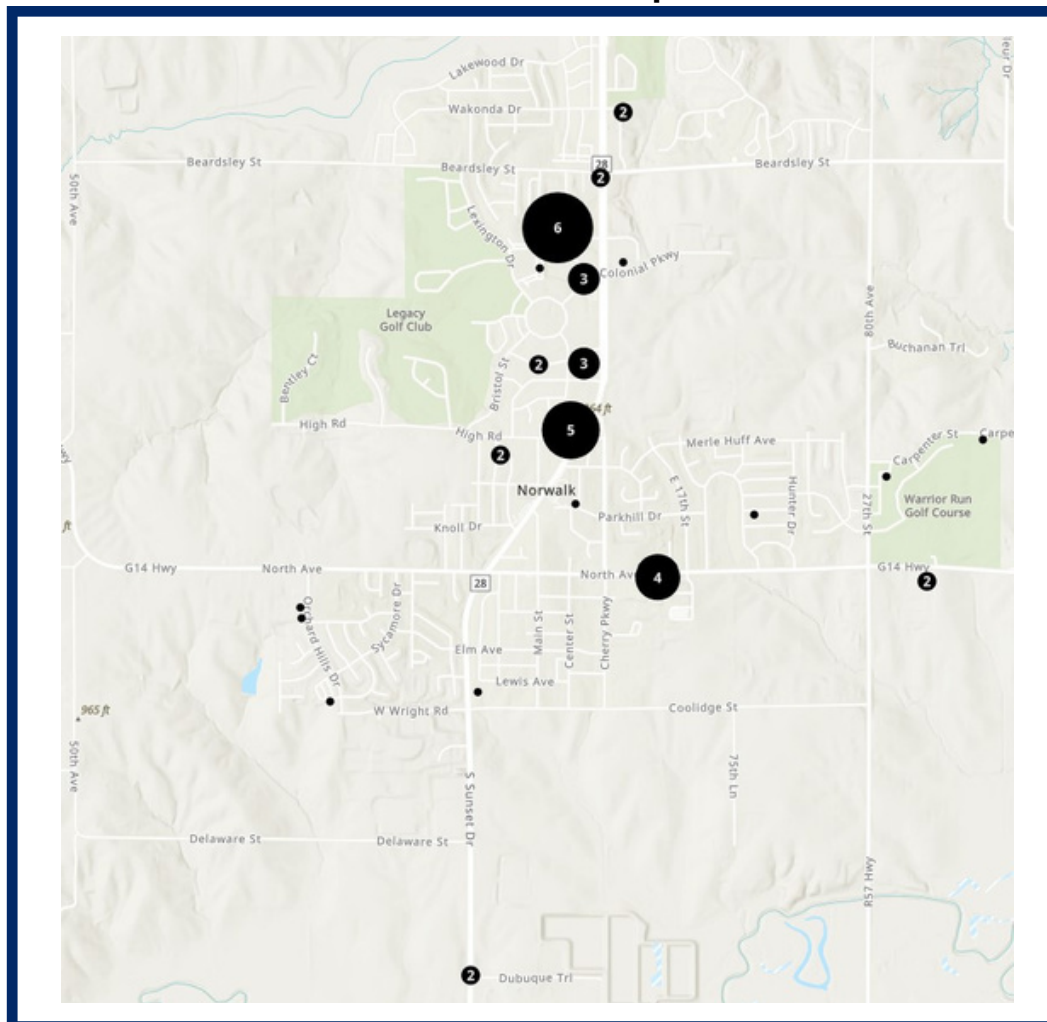 Lakewood Dr
Wakonda Dr
2
Beardsley St
Beardsley St
28
Beardsley St
2
50th Ave
6
Lexington Dr
Colonial Pkwy
3
80th Ave
Legacy
Golf Club
Buchanan Trl
Bentley Ct
Bristol St
2
3
64 ft
5
High Rd
High Rd
Merle Huff Ave
Carpenter St
2
Norwalk
E 17th St
Hunter Dr
27th St
Warrior Run
Golf Course
Knoll Dr
Parkhill Dr
ft
G14 Hwy
North Ave
28
North Av
4
G14 Hwy
2
Orchard Hills Dr
Sycamore Dr
Main St
Center St
Cherry Pkwy
Elm Ave
Lewis Ave
965 ft
W Wright Rd
Coolidge St
50th Ave
75th Ln
S Sunset Dr
Delaware St
Delaware St
R57 Hwy
2
Dubuque Trl